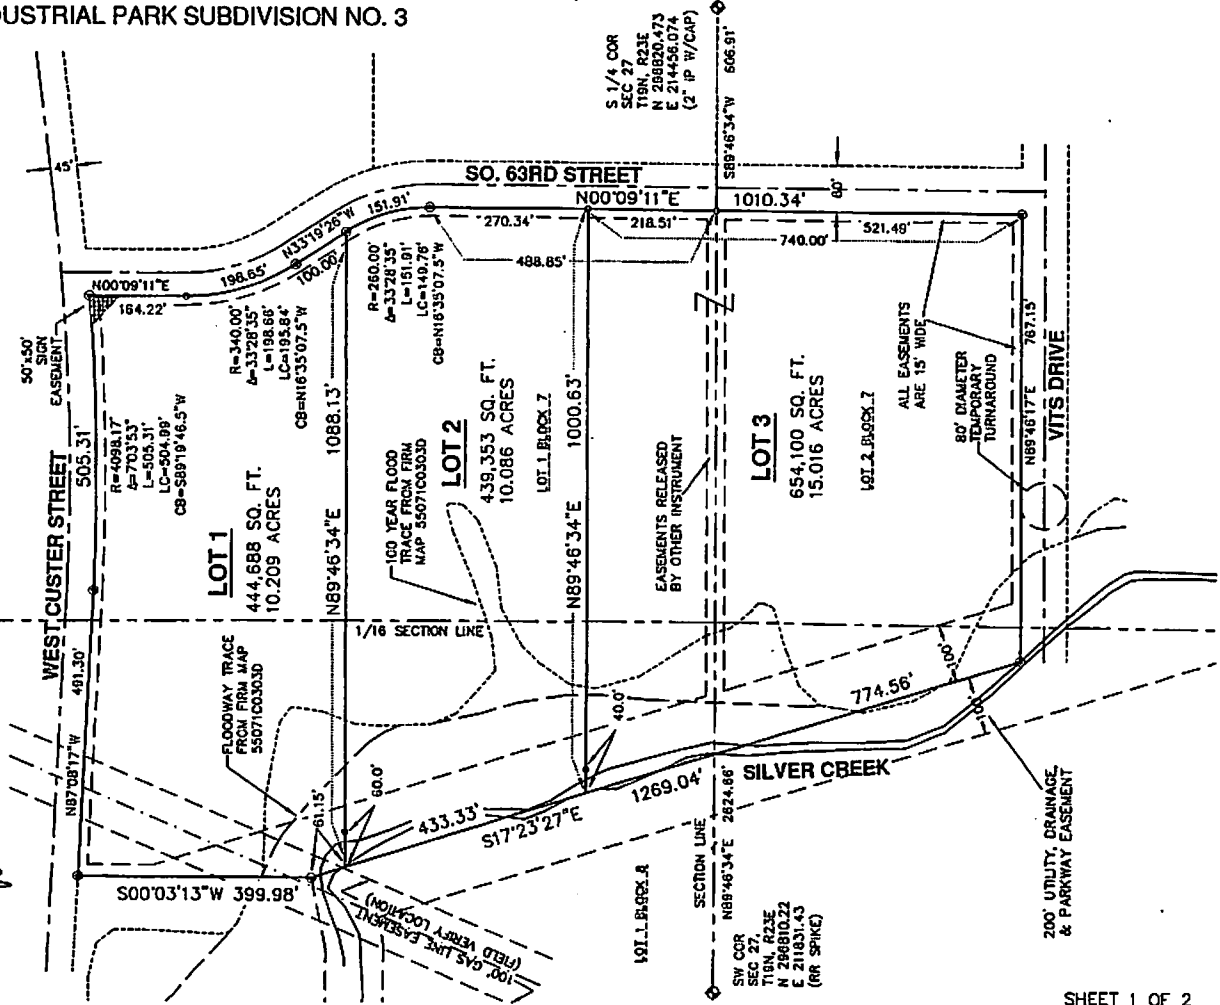 DUSTRIAL PARK SUBDIVISION NO. 3
S 1/4 COR
SEC 27
T19N, R23E
N 296820.473
E 214456.074
(2" IP W/CAP)
S89°46'34"W 606.91'
45'
SO. 63RD STREET
N00°09'11"E
1010.34'
60'
270.34'
218.51'
521.49'
740.00'
488.85'
151.91'
N33°19'26"W
100.00'
198.65'
N00°09'11"E
164.22'
50'x50'
SIGN
EASEMENT
R=340.00'
Δ=33°28'35"
L=198.66'
LC=195.84'
CB=N16°35'07.5"W
R=260.00'
Δ=33°28'35"
L=151.91'
LC=149.76'
CB=N16°35'07.5"W
WEST CUSTER STREET
505.31'
R=4098.17'
Δ=7°03'53"
L=505.31'
LC=504.99'
CB=S89°19'46.5"W
491.30'
N87°08'17"W
LOT 1
444,688 SQ. FT.
10.209 ACRES
1088.13'
N89°46'34"E
100 YEAR FLOOD
TRACE FROM FIRM
MAP 55071C0303D
LOT 2
439,353 SQ. FT.
10.086 ACRES
LOT 1 BLOCK 7
1000.63'
N89°46'34"E
EASEMENTS RELEASED
BY OTHER INSTRUMENT
LOT 3
654,100 SQ. FT.
15.016 ACRES
LOT 2 BLOCK 7
ALL EASEMENTS
ARE 15' WIDE
80' DIAMETER
TEMPORARY
TURNAROUND
767.15'
N89°46'17"E
VITS DRIVE
1/16 SECTION LINE
FLOODWAY TRACE
FROM FIRM MAP
55071C0303D
61.15'
60.0'
40.0'
433.33'
S17°23'27"E
1269.04'
774.56'
100'
SILVER CREEK
S00°03'13"W 399.98'
100' GAS LINE EASEMENT
(FIELD VERIFY LOCATION)
LOT 1 BLOCK 8
SECTION LINE
N89°46'34"E 2624.66'
SW COR
SEC 27,
T19N, R23E
N 296810.22
E 211831.43
(RR SPIKE)
200' UTILITY, DRAINAGE,
& PARKWAY EASEMENT
SHEET 1 OF 2